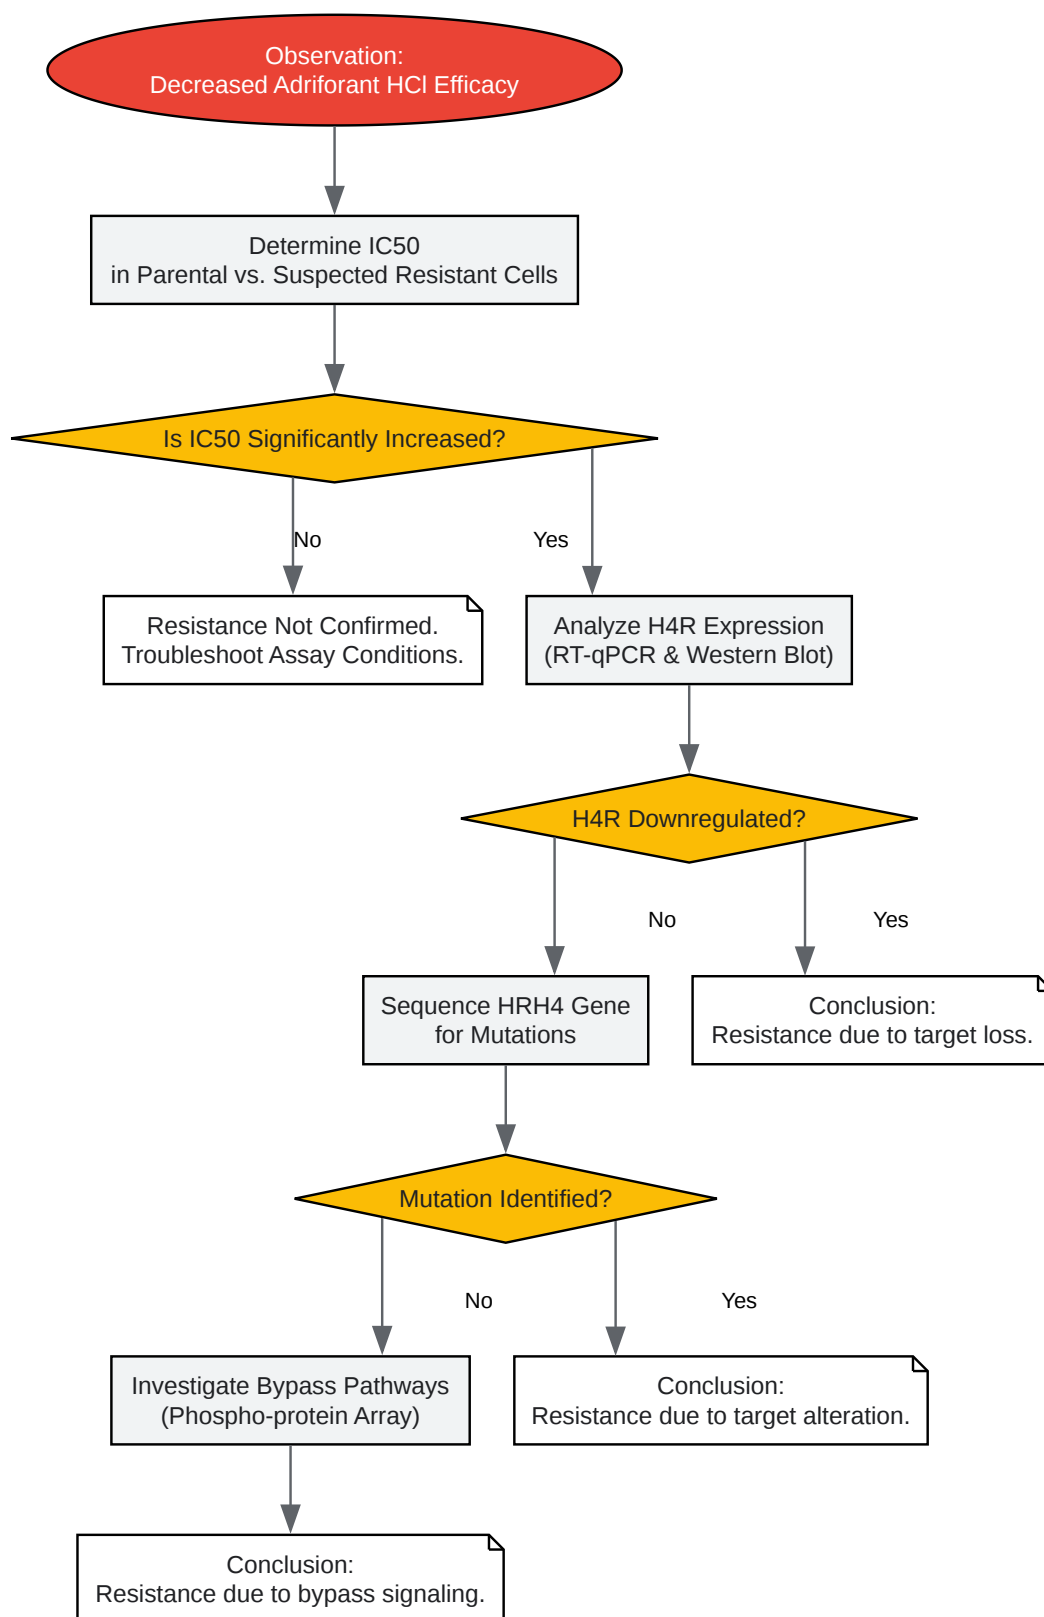 Observation:
Decreased Adriforant HCl Efficacy
Determine IC50
in Parental vs. Suspected Resistant Cells
Is IC50 Significantly Increased?
No
Yes
Resistance Not Confirmed.
Troubleshoot Assay Conditions.
Analyze H4R Expression
(RT-qPCR & Western Blot)
H4R Downregulated?
No
Yes
Sequence HRH4 Gene
for Mutations
Conclusion:
Resistance due to target loss.
Mutation Identified?
No
Yes
Investigate Bypass Pathways
(Phospho-protein Array)
Conclusion:
Resistance due to target alteration.
Conclusion:
Resistance due to bypass signaling.